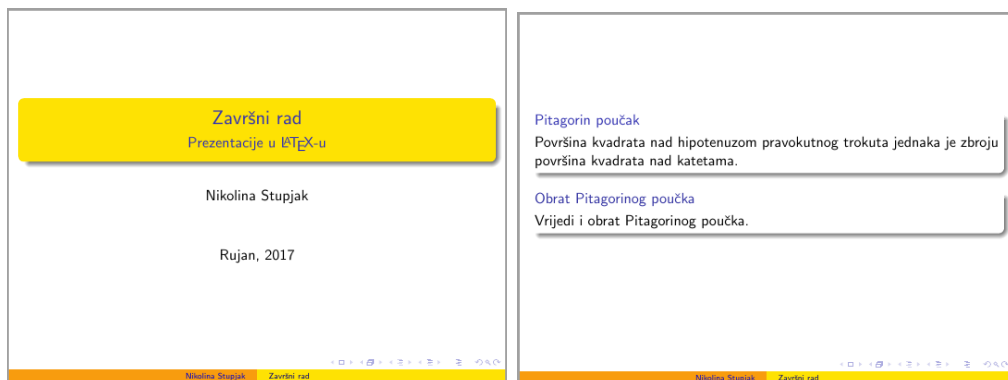 Završni rad
Prezentacije u LATEX-u
Nikolina Stupjak
Rujan, 2017
Nikolina Stupjak Završni rad
Pitagorin poučak
Površina kvadrata nad hipotenuzom pravokutnog trokuta jednaka je zbroju
površina kvadrata nad katetama.
Obrat Pitagorinog poučka
Vrijedi i obrat Pitagorinog poučka.
Nikolina Stupjak Završni rad